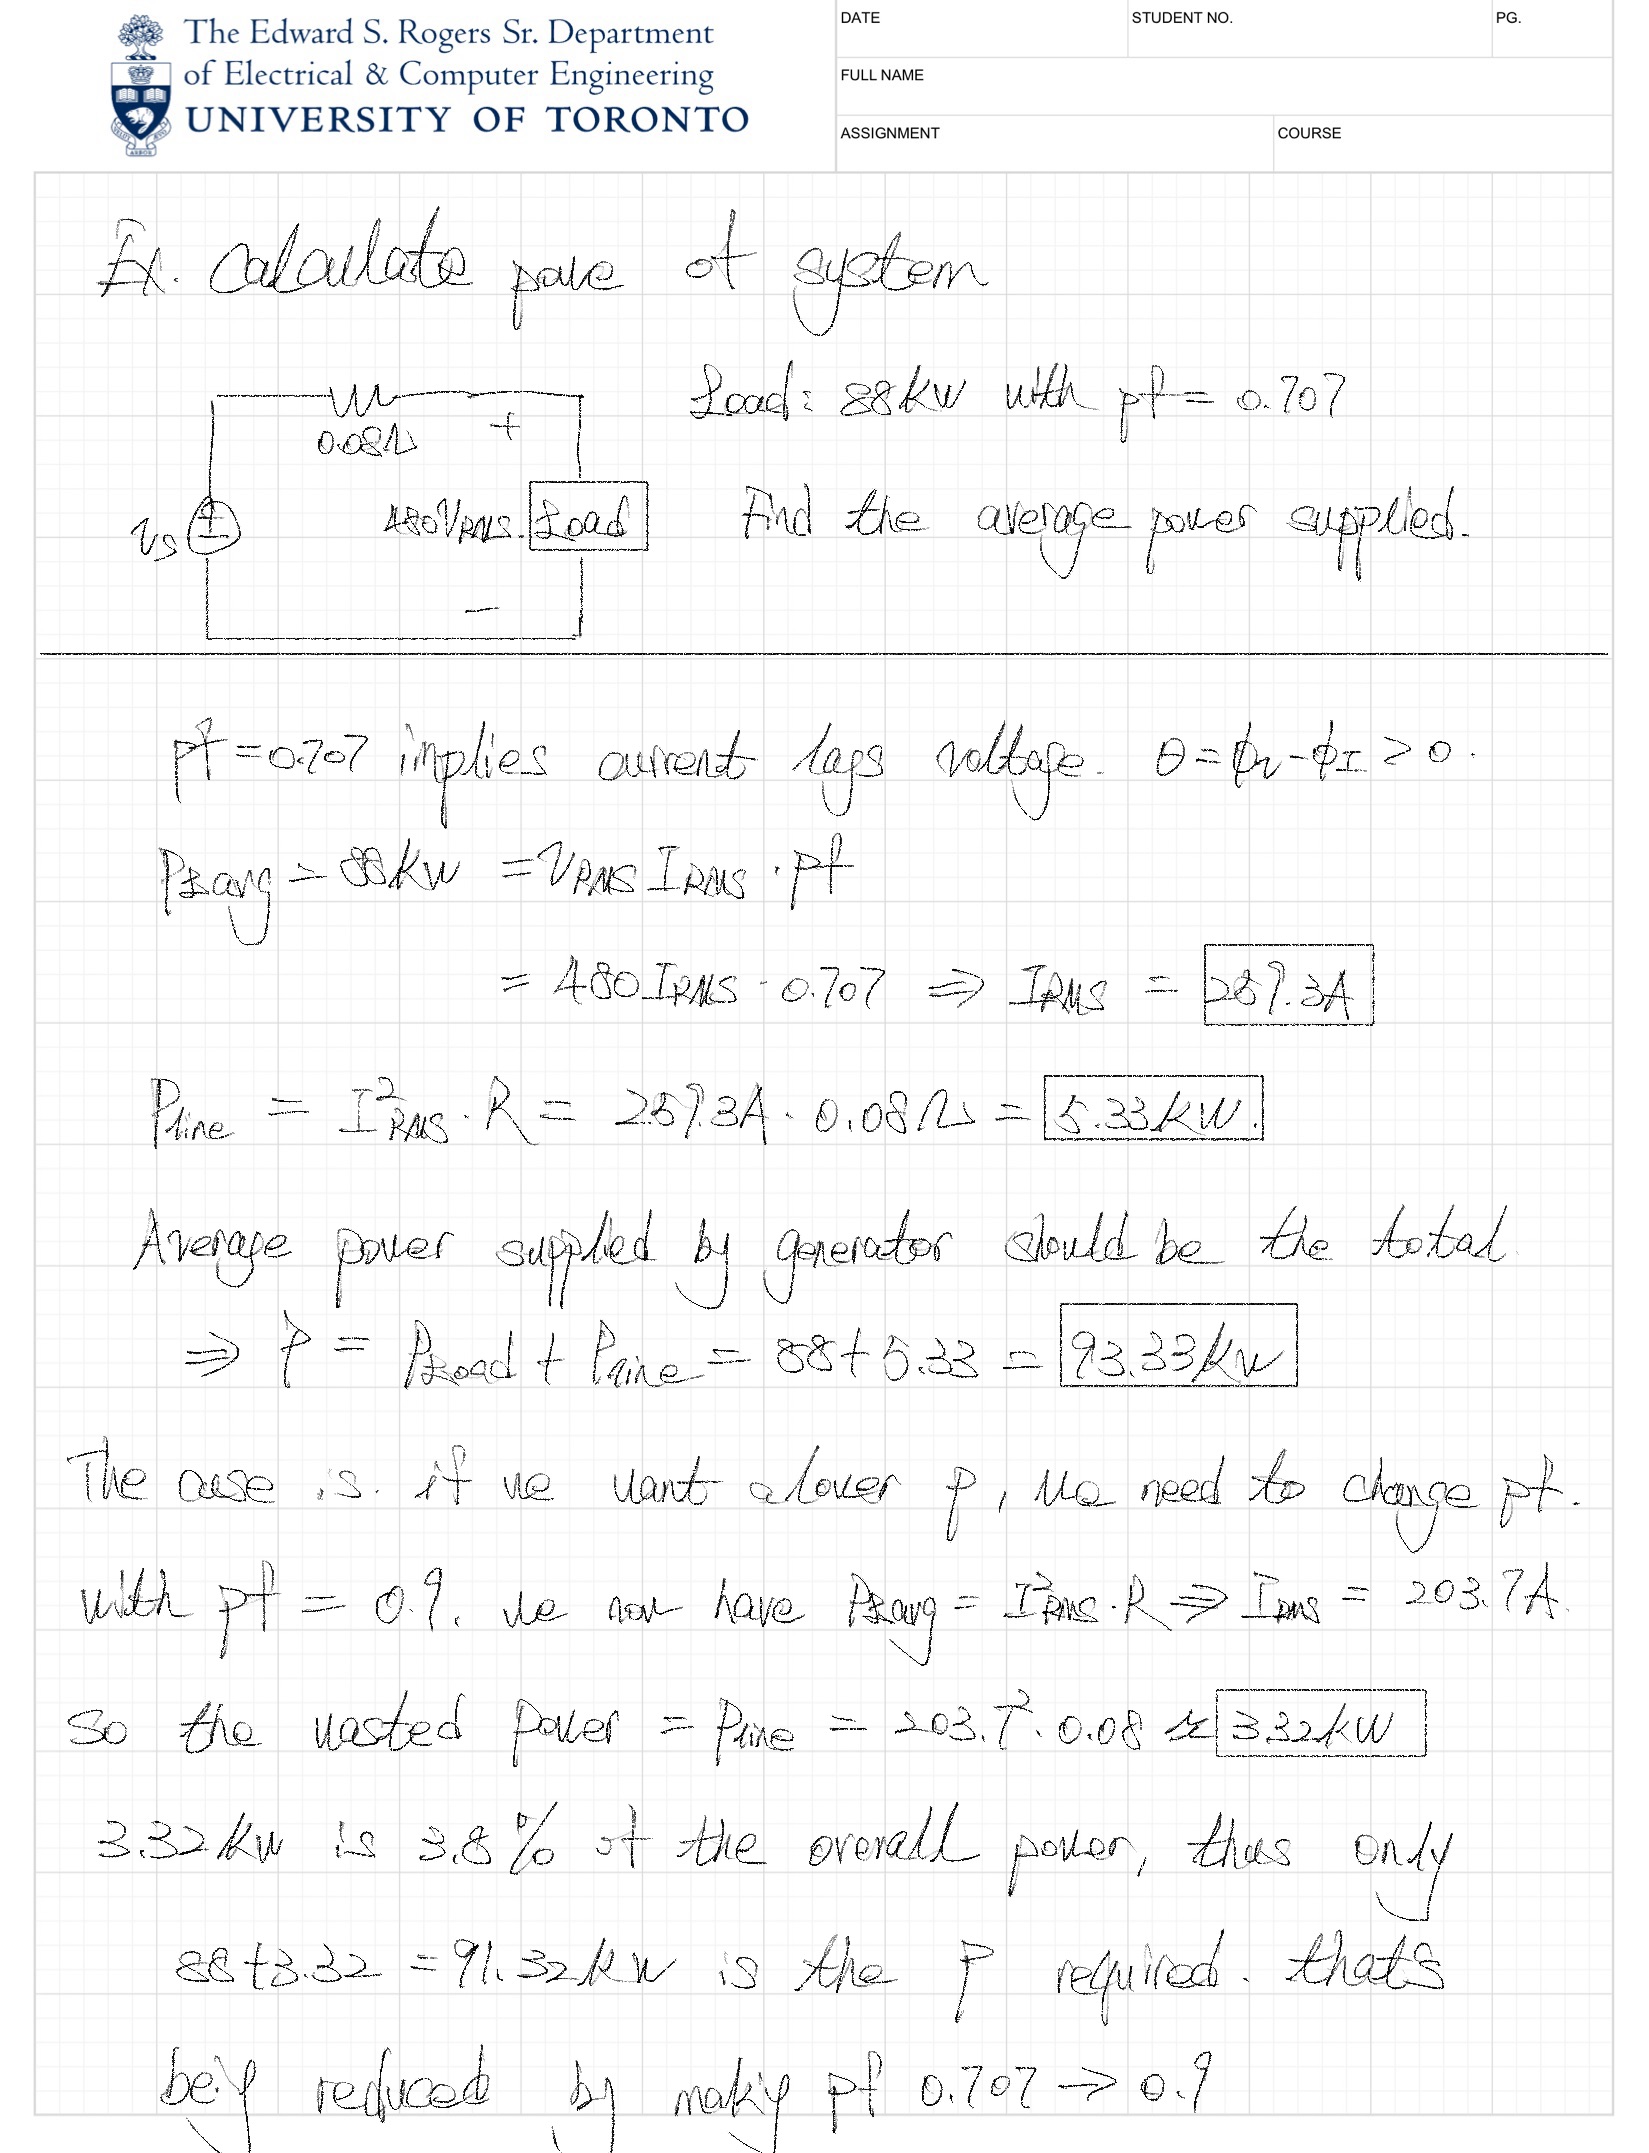 The Edward S. Rogers Sr. Department
of Electrical & Computer Engineering
UNIVERSITY OF TORONTO
DATE
STUDENT NO.
PG.
FULL NAME
ASSIGNMENT
COURSE
Ex. Calculate powe of system
Load: 88kW with pf = 0.707
0.08Ω
+
Vs
480VRMS
Load
Find the average power supplied.
−
pf = 0.707 implies current lags voltage. θ = ϕv - ϕI > 0.
PLavg = 88kW = VRMS IRMS · pf
= 480 IRMS · 0.707 ⇒ IRMS = 259.3A
Pline = I²RMS · R = 259.3A · 0.08Ω = 5.33kW.
Average power supplied by generator should be the total
⇒ P = PLoad + Pline = 88 + 5.33 = 93.33kW
The case is. if we want a lower P, we need to change pf.
with pf = 0.9. we now have PLavg = I²RMS · R ⇒ IRMS = 203.7A.
So the wasted power = Pline = 203.7² · 0.08 ≈ 3.32kW
3.32kW is 3.8% of the overall power, thus only
88+3.32 = 91.32kW is the P required. that's
beig reduced by makig pf 0.707 → 0.9